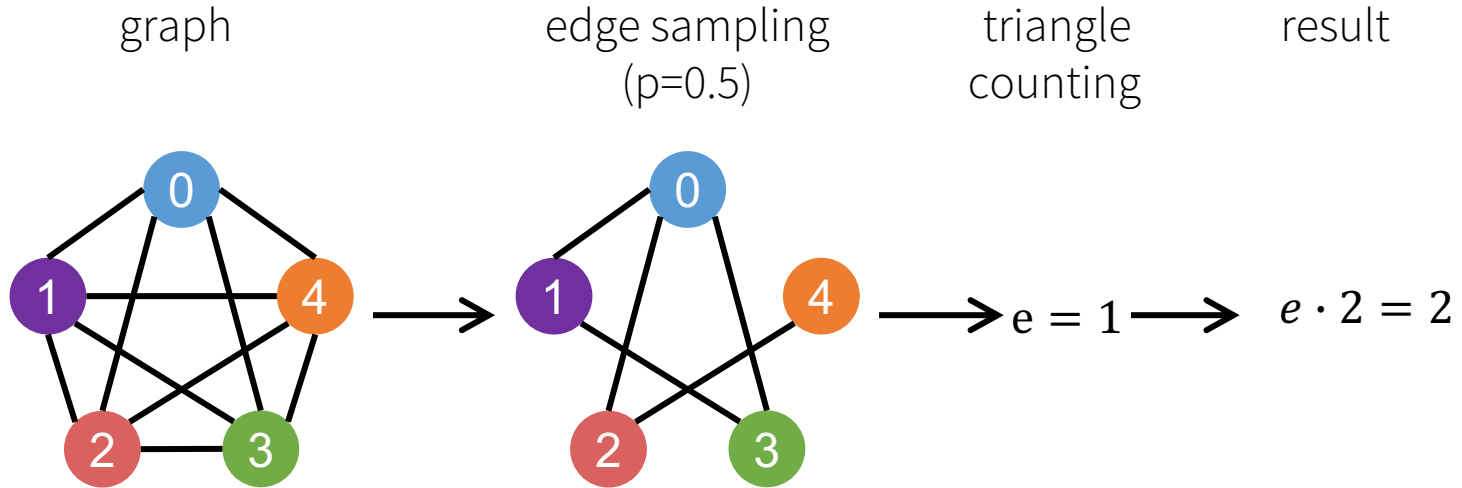 graph
edge sampling
(p=0.5)
triangle
counting
result
0
1
4
2
3
0
1
4
2
3
e = 1
e · 2 = 2